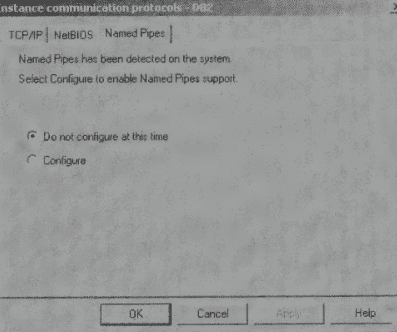 Instance communication protocols - DB2
TCP/IP NetBIOS Named Pipes
Named Pipes has been detected on the system.
Select Configure to enable Named Pipes support.
Do not configure at this time
Configure
OK Cancel Apply Help